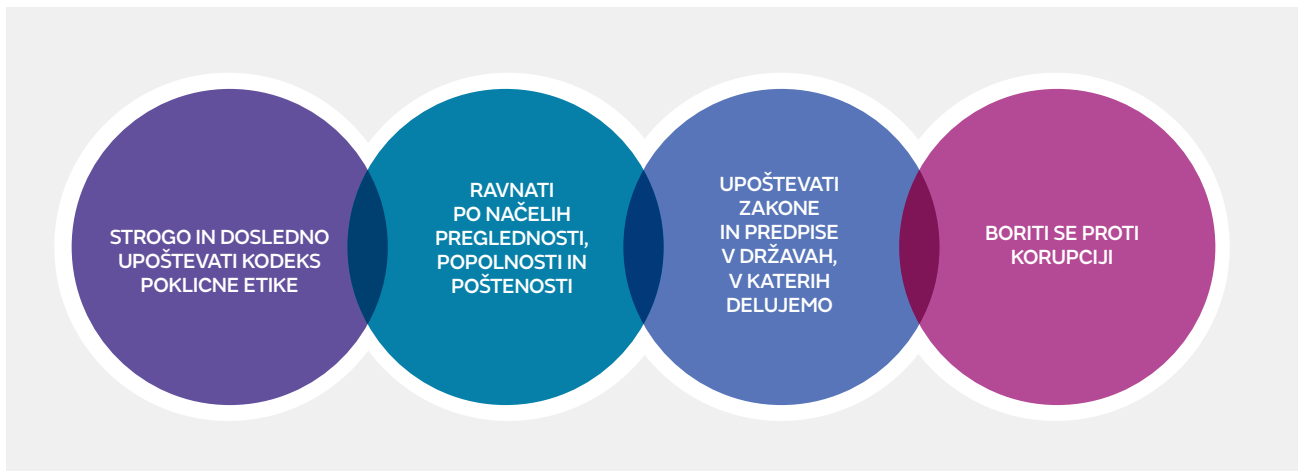 STROGO IN DOSLEDNO
UPOŠTEVATI KODEKS
POKLICNE ETIKE
RAVNATI
PO NAČELIH
PREGLEDNOSTI,
POPOLNOSTI IN
POŠTENOSTI
UPOŠTEVATI
ZAKONE
IN PREDPISE
V DRŽAVAH,
V KATERIH
DELUJEMO
BORITI SE PROTI
KORUPCIJI